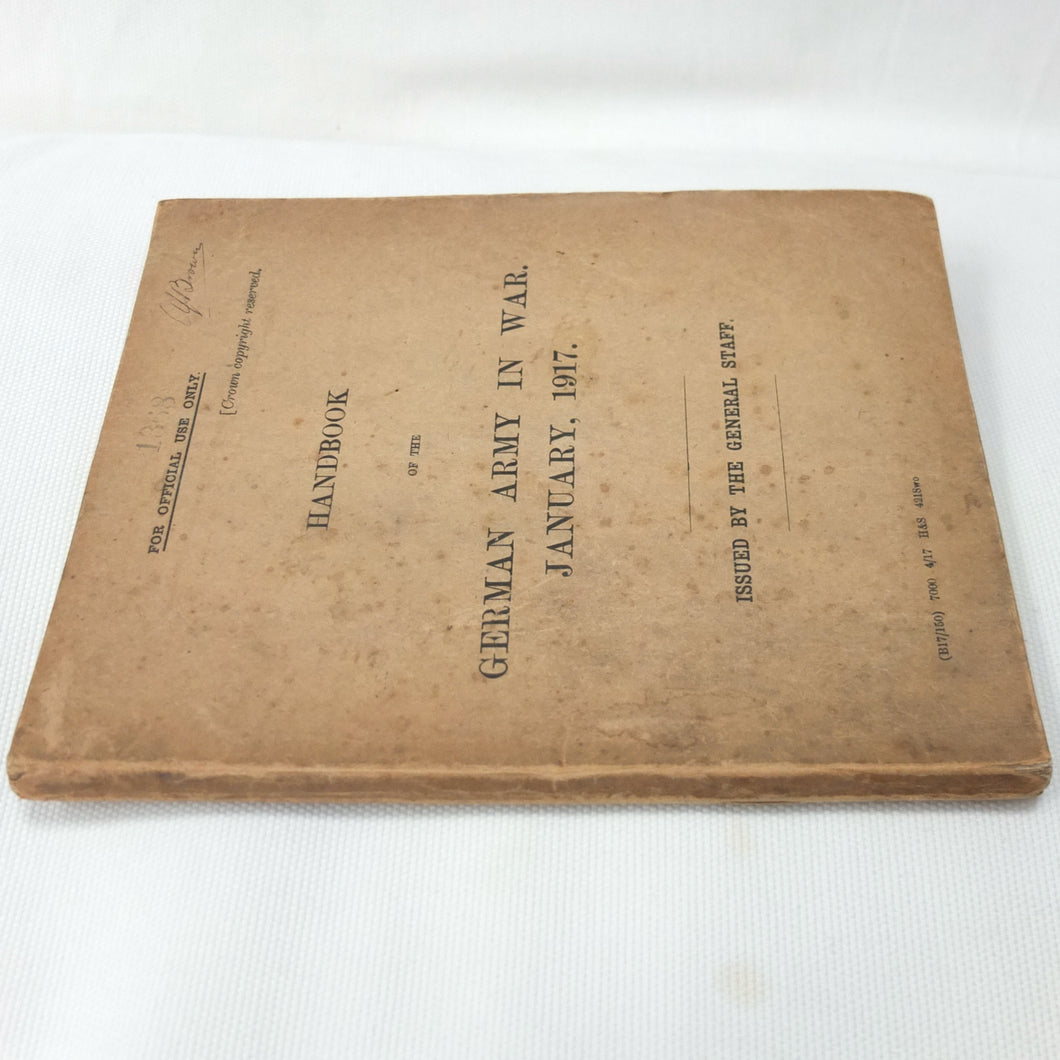 FOR OFFICIAL USE ONLY.
Brown
[Crown copyright reserved,
HANDBOOK
OF THE
GERMAN ARMY IN WAR.
JANUARY, 1917.
ISSUED BY THE GENERAL STAFF.
(B17/150) 7000 4/17 H&S 4218wo